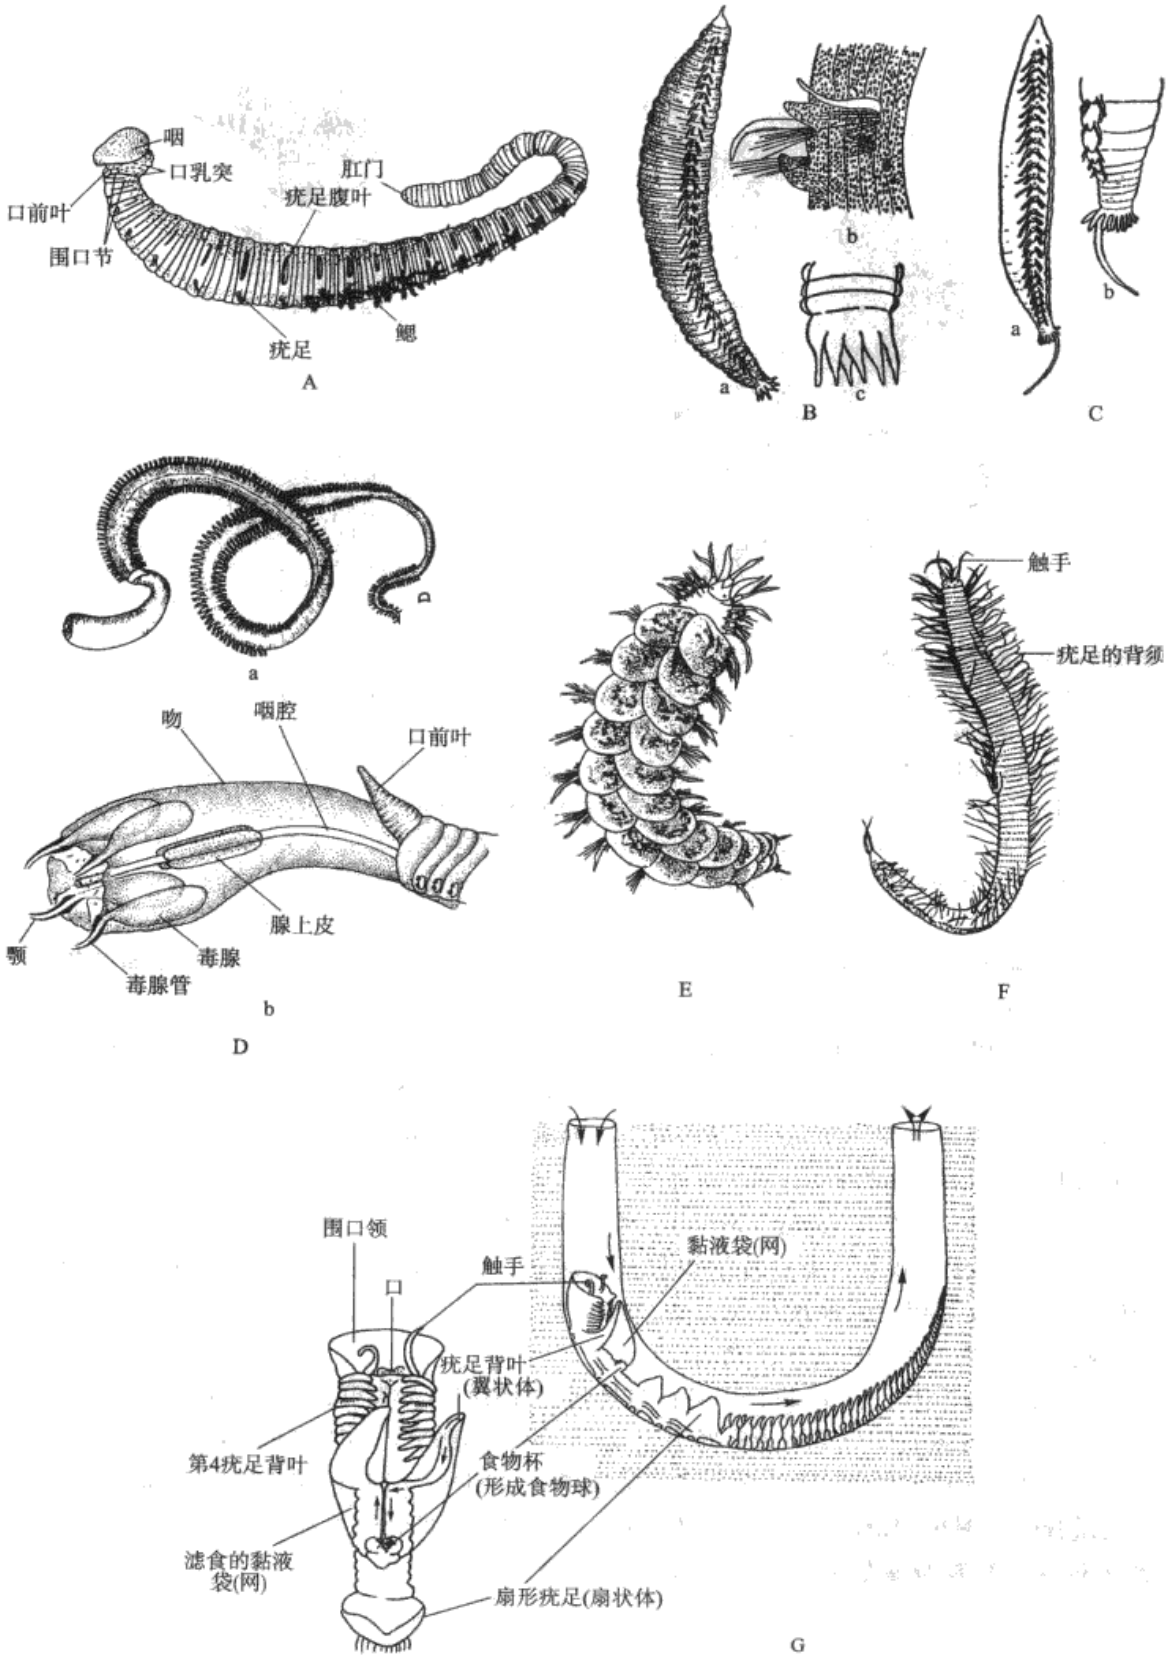 咽
口乳突
口前叶
围口节
肛门
疣足腹叶
疣足
鳃
A
a
b
c
B
a
b
C
a
吻
咽腔
口前叶
颚
毒腺管
毒腺
腺上皮
b
D
E
触手
疣足的背须
F
围口领
口
触手
黏液袋(网)
疣足背叶
(翼状体)
第4疣足背叶
食物杯
(形成食物球)
滤食的黏液
袋(网)
扇形疣足(扇状体)
G